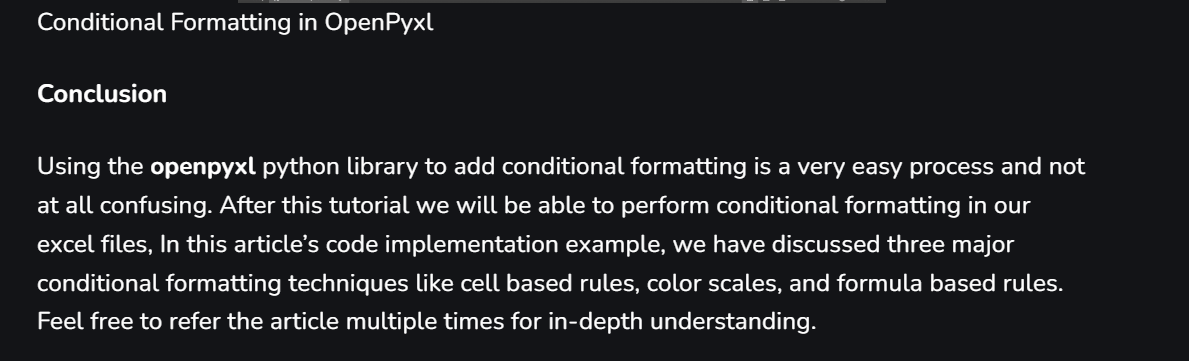 Conditional Formatting in OpenPyxl
Conclusion
Using the openpyxl python library to add conditional formatting is a very easy process and not
at all confusing. After this tutorial we will be able to perform conditional formatting in our
excel files, In this article’s code implementation example, we have discussed three major
conditional formatting techniques like cell based rules, color scales, and formula based rules.
Feel free to refer the article multiple times for in-depth understanding.